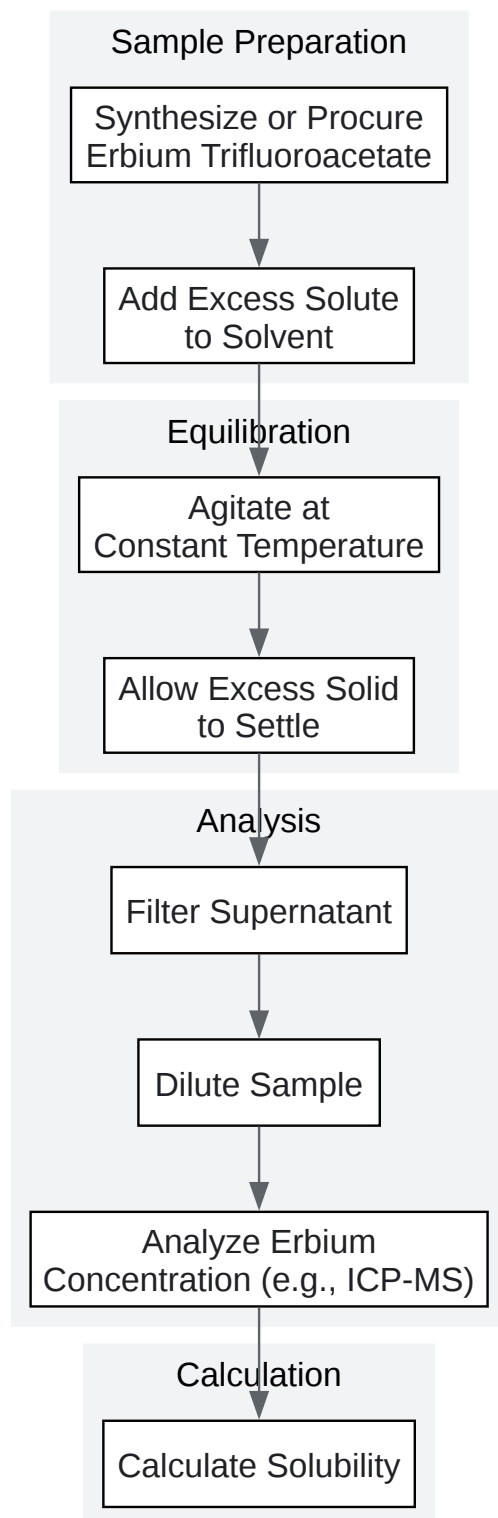 Sample Preparation
Synthesize or Procure
Erbium Trifluoroacetate
Add Excess Solute
to Solvent
Equilibration
Agitate at
Constant Temperature
Allow Excess Solid
to Settle
Analysis
Filter Supernatant
Dilute Sample
Analyze Erbium
Concentration (e.g., ICP-MS)
Calculation
Calculate Solubility